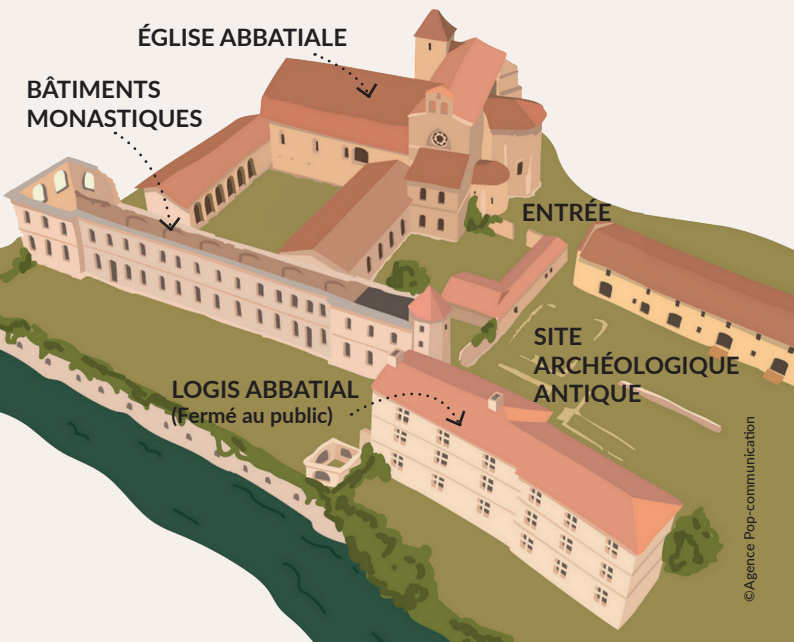 ÉGLISE ABBATIALE
BÂTIMENTS
MONASTIQUES
ENTRÉE
SITE
ARCHÉOLOGIQUE
ANTIQUE
LOGIS ABBATIAL
(Fermé au public)
©Agence Pop-communication